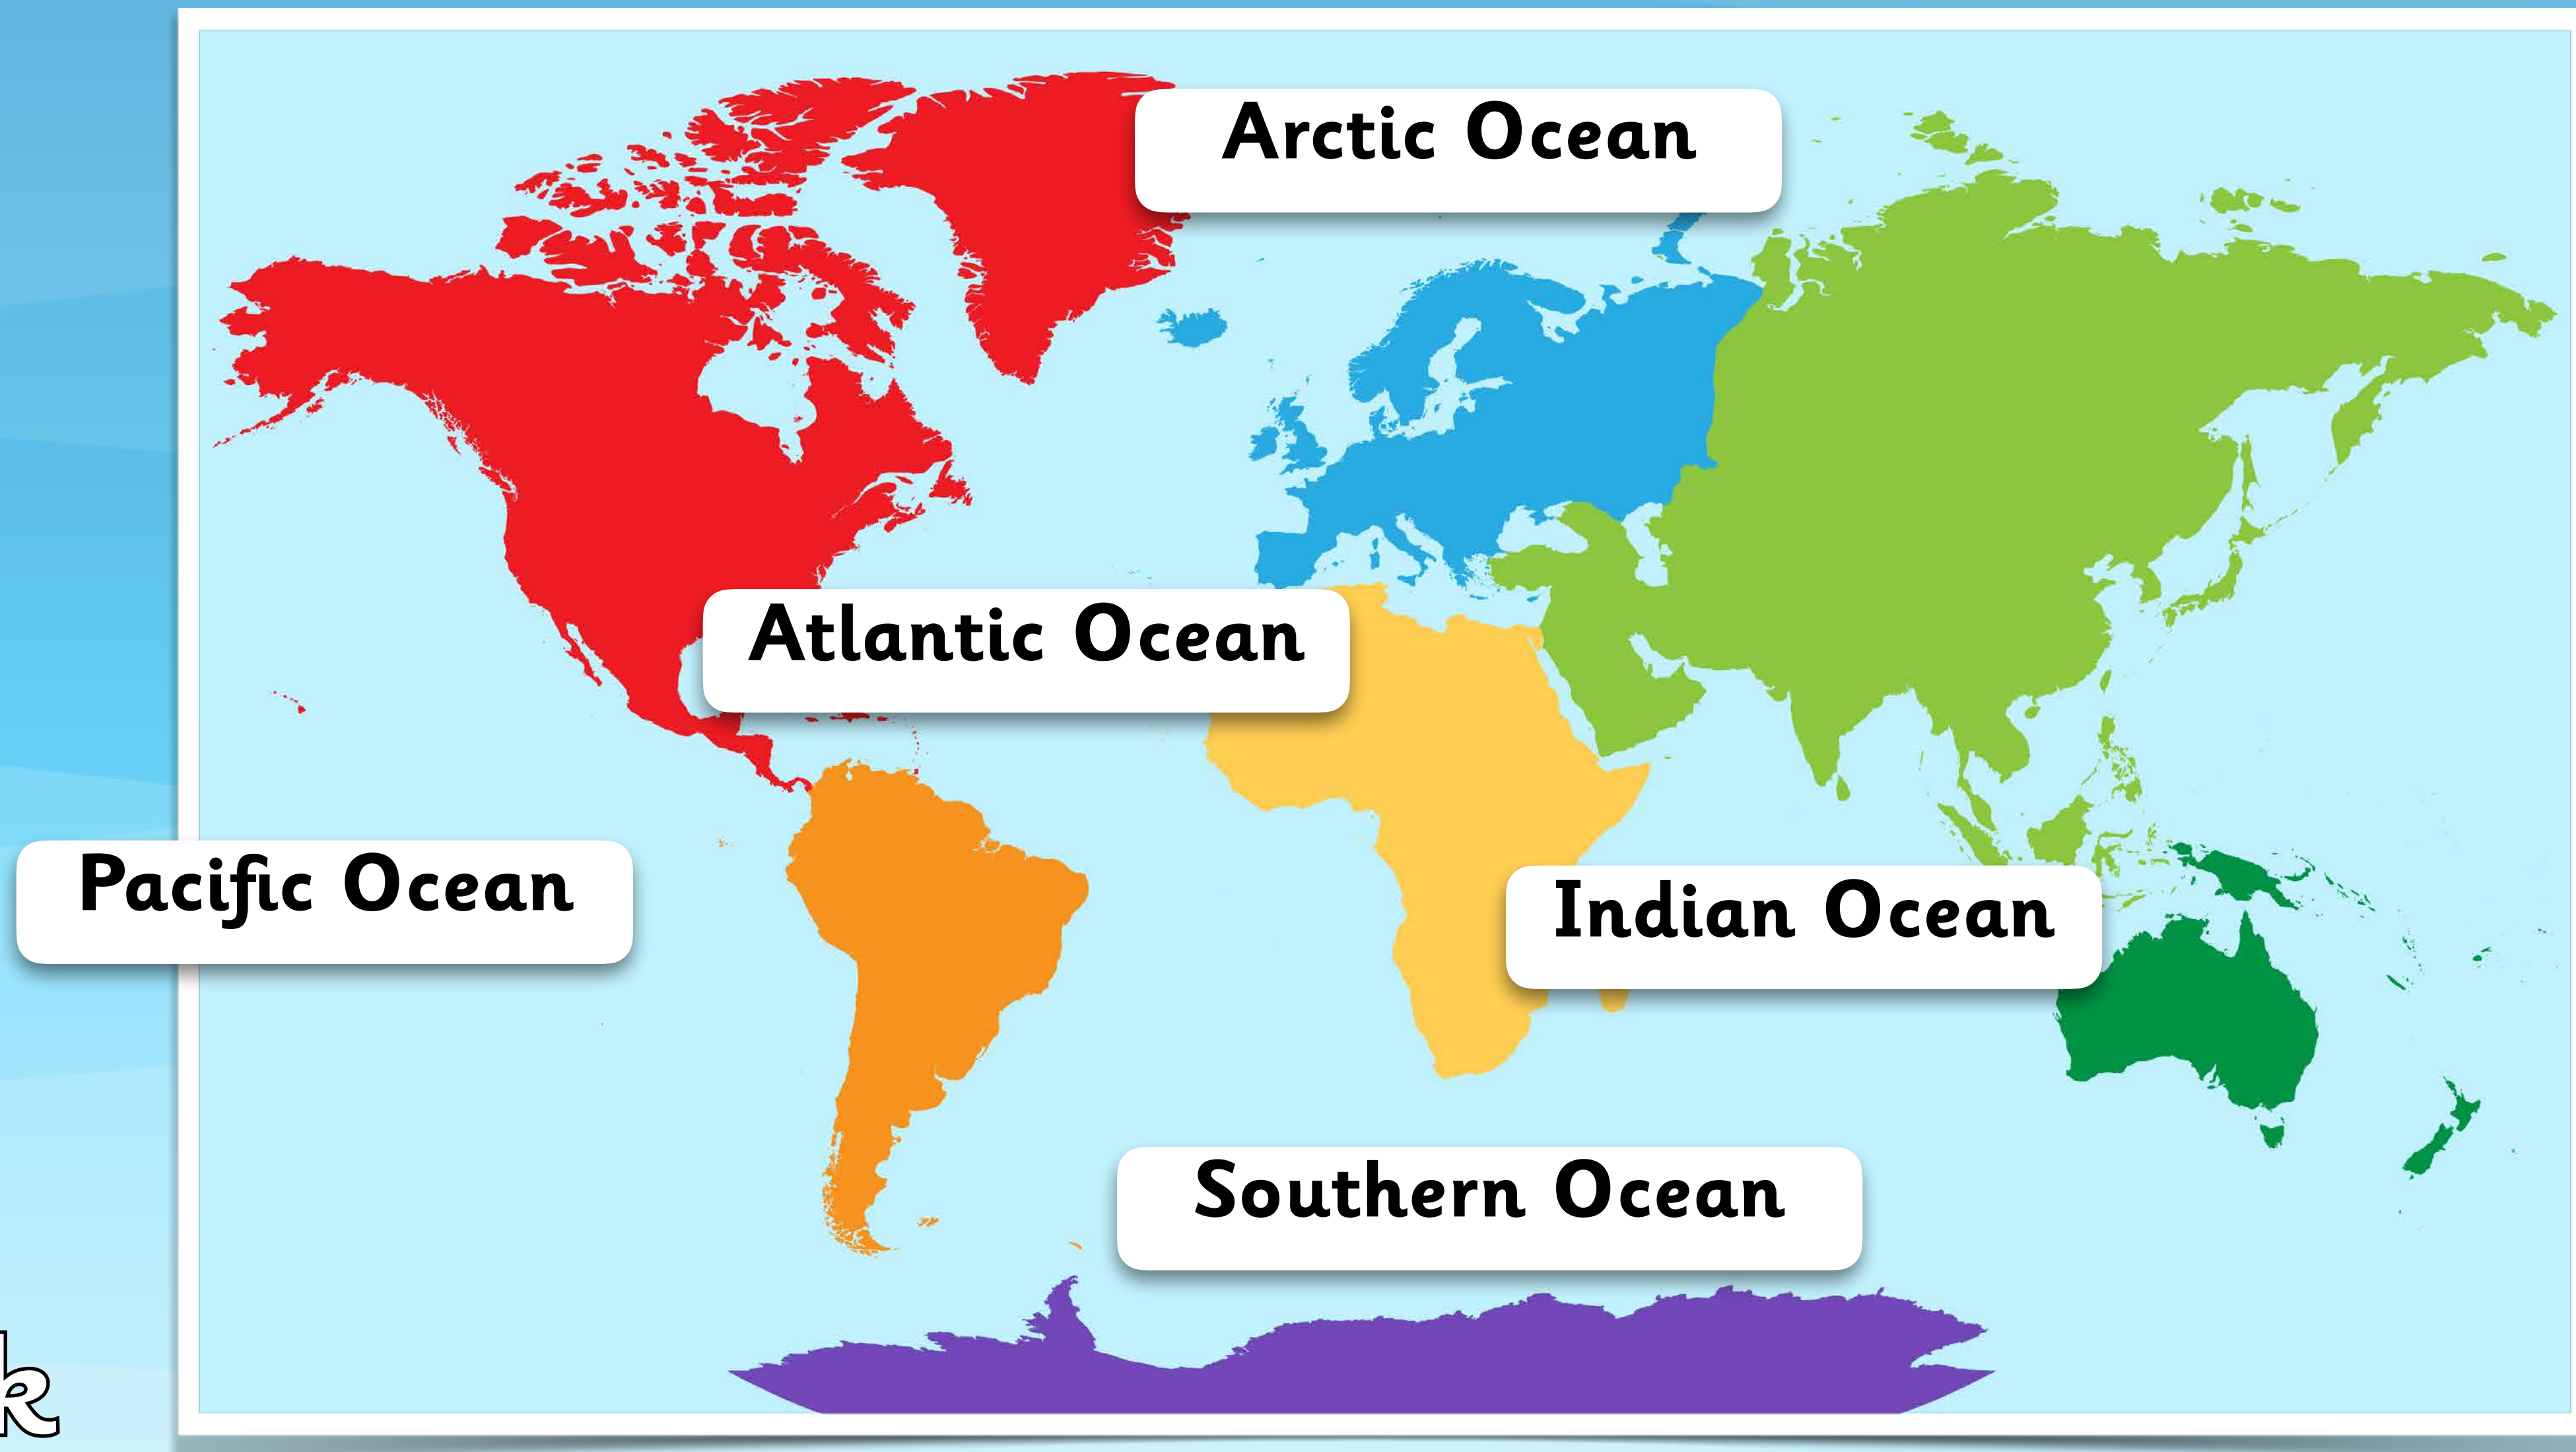 Arctic Ocean
Atlantic Ocean
Pacific Ocean
Indian Ocean
Southern Ocean
k